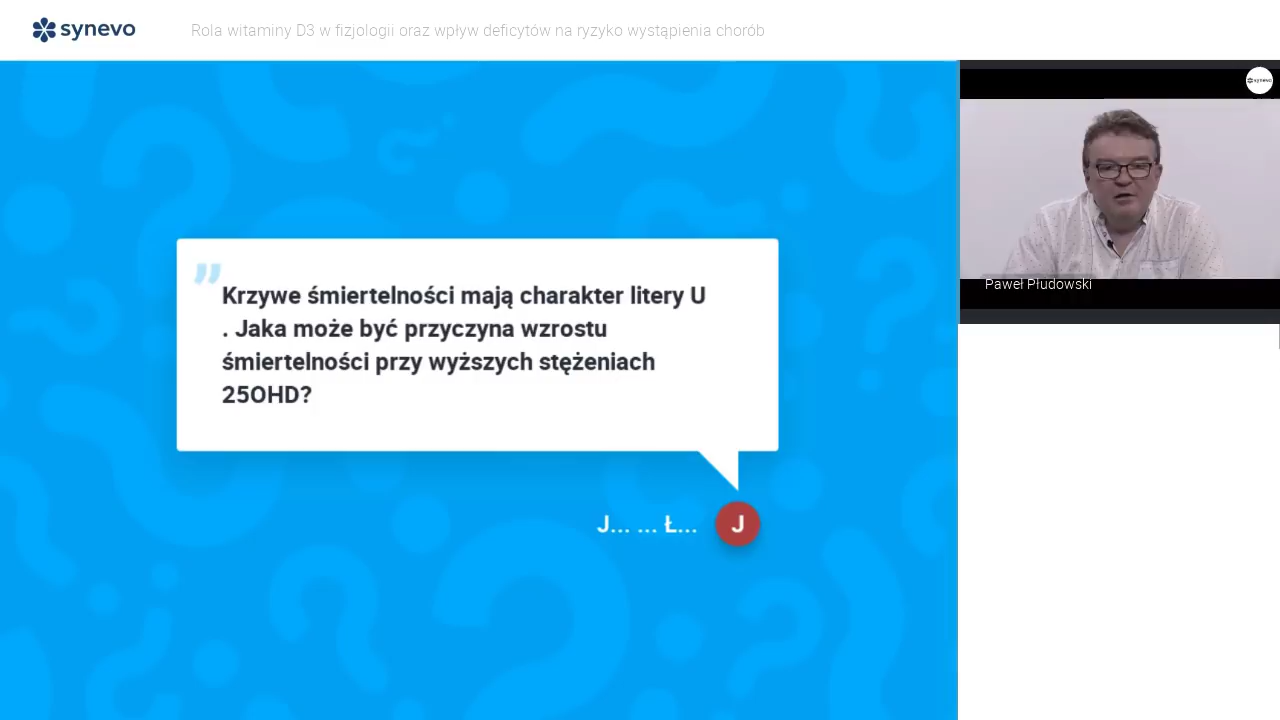 synevo
Rola witaminy D3 w fizjologii oraz wpływ deficytów na ryzyko wystąpienia chorób
synevo
Paweł Płudowski
”
Krzywe śmiertelności mają charakter litery U
. Jaka może być przyczyna wzrostu
śmiertelności przy wyższych stężeniach
25OHD?
J... ... Ł...
J